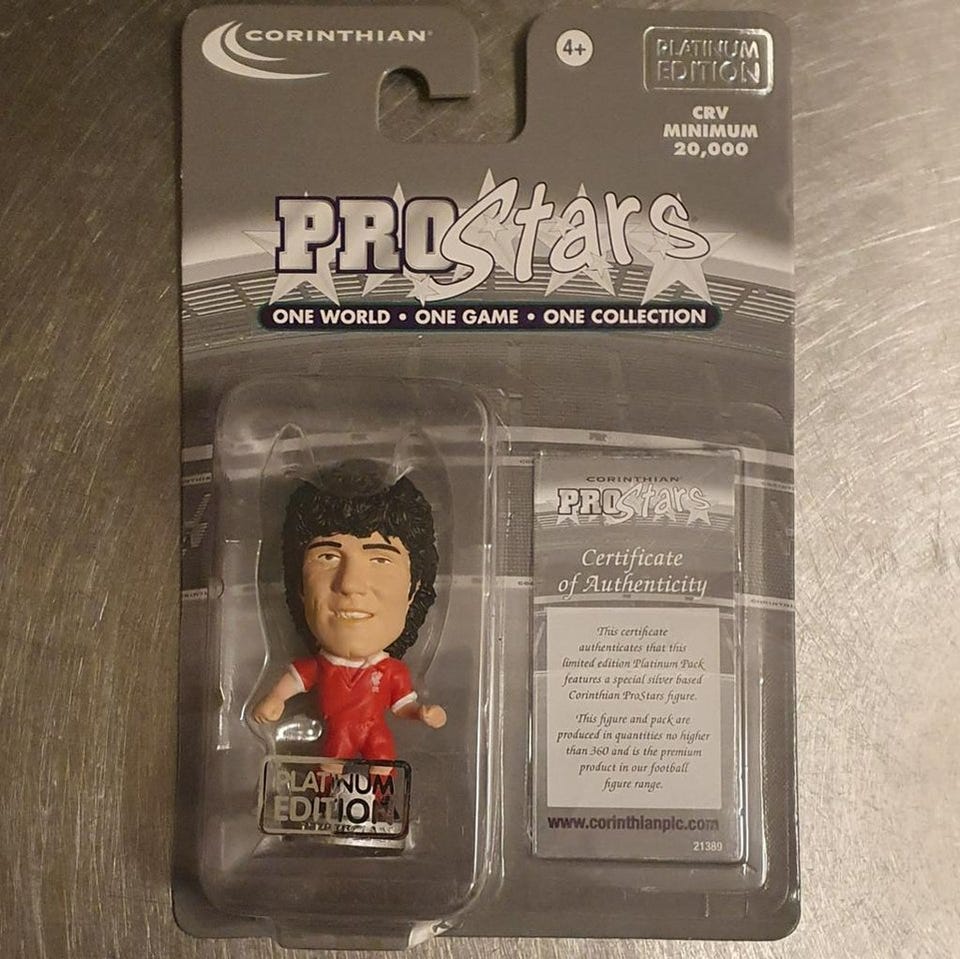 CORINTHIAN
4+
PLATINUM
EDITION
CRV
MINIMUM
20,000
PROStars
ONE WORLD • ONE GAME • ONE COLLECTION
CORINTHIAN
PROStars
Certificate
of Authenticity
This certificate
authenticates that this
limited edition Platinum Pack
features a special silver based
Corinthian ProStars figure.
This figure and pack are
produced in quantities no higher
than 360 and is the premium
product in our football
figure range.
www.corinthianplc.com
21389
PLATINUM
EDITION